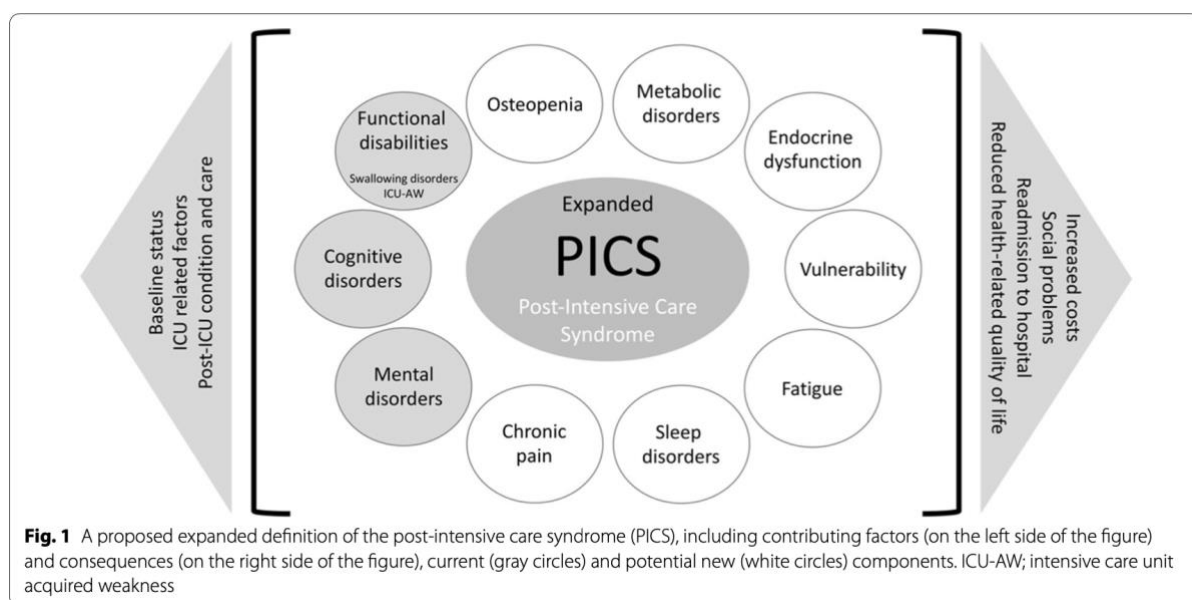 Baseline status
ICU related factors
Post-ICU condition and care
Functional
disabilities
Swallowing disorders
ICU-AW
Cognitive
disorders
Mental
disorders
Osteopenia
Metabolic
disorders
Endocrine
dysfunction
Vulnerability
Fatigue
Sleep
disorders
Chronic
pain
Expanded
PICS
Post-Intensive Care
Syndrome
Increased costs
Social problems
Readmission to hospital
Reduced health-related quality of life
Fig. 1 A proposed expanded definition of the post-intensive care syndrome (PICS), including contributing factors (on the left side of the figure)
and consequences (on the right side of the figure), current (gray circles) and potential new (white circles) components. ICU-AW; intensive care unit
acquired weakness